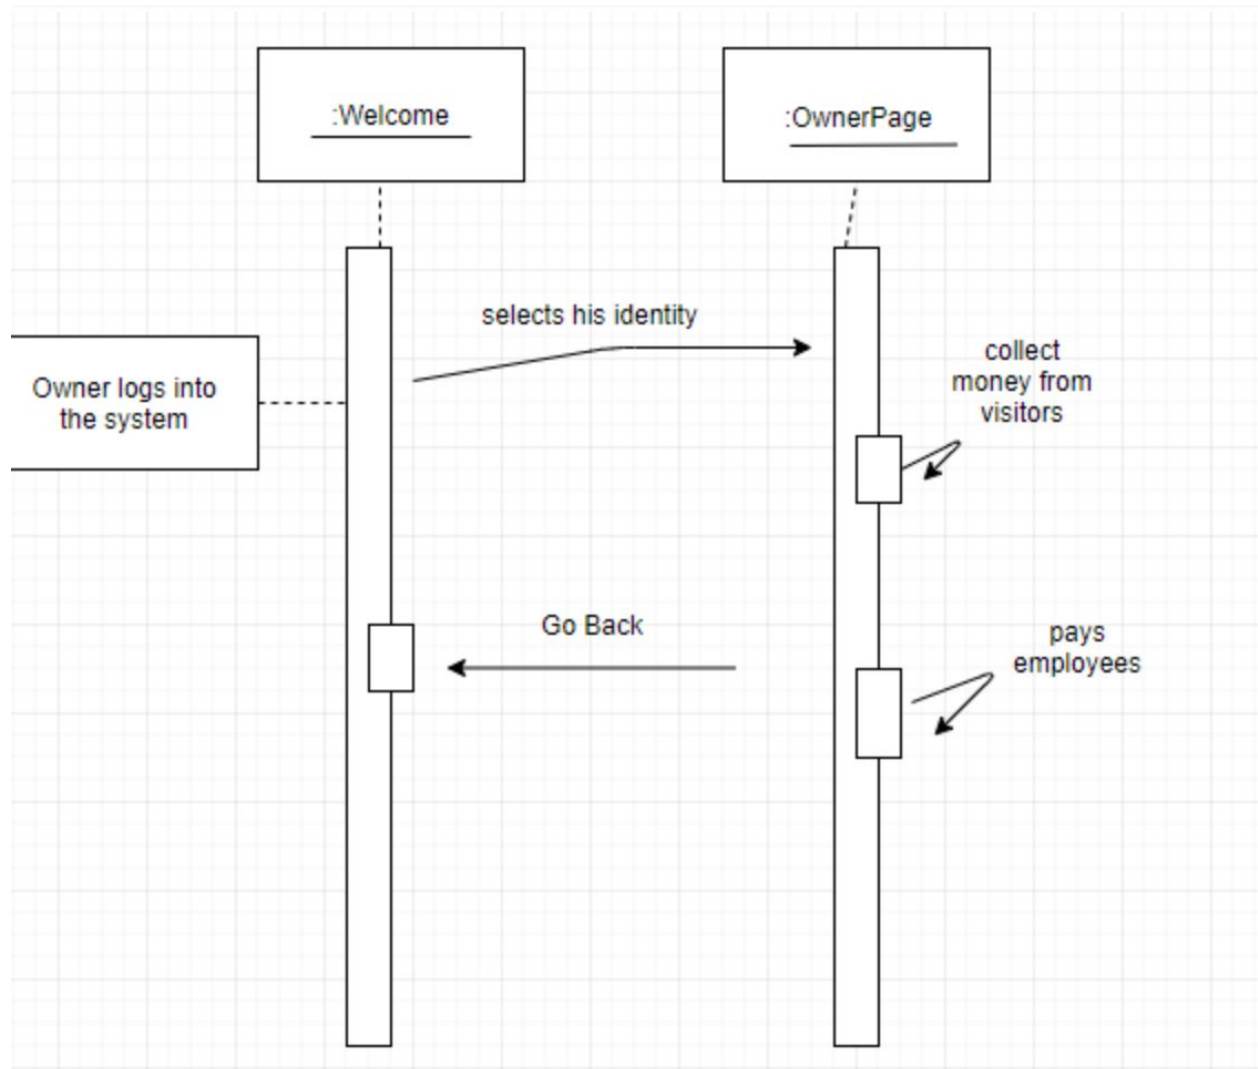 :Welcome
:OwnerPage
selects his identity
Owner logs into
the system
collect
money from
visitors
Go Back
pays
employees